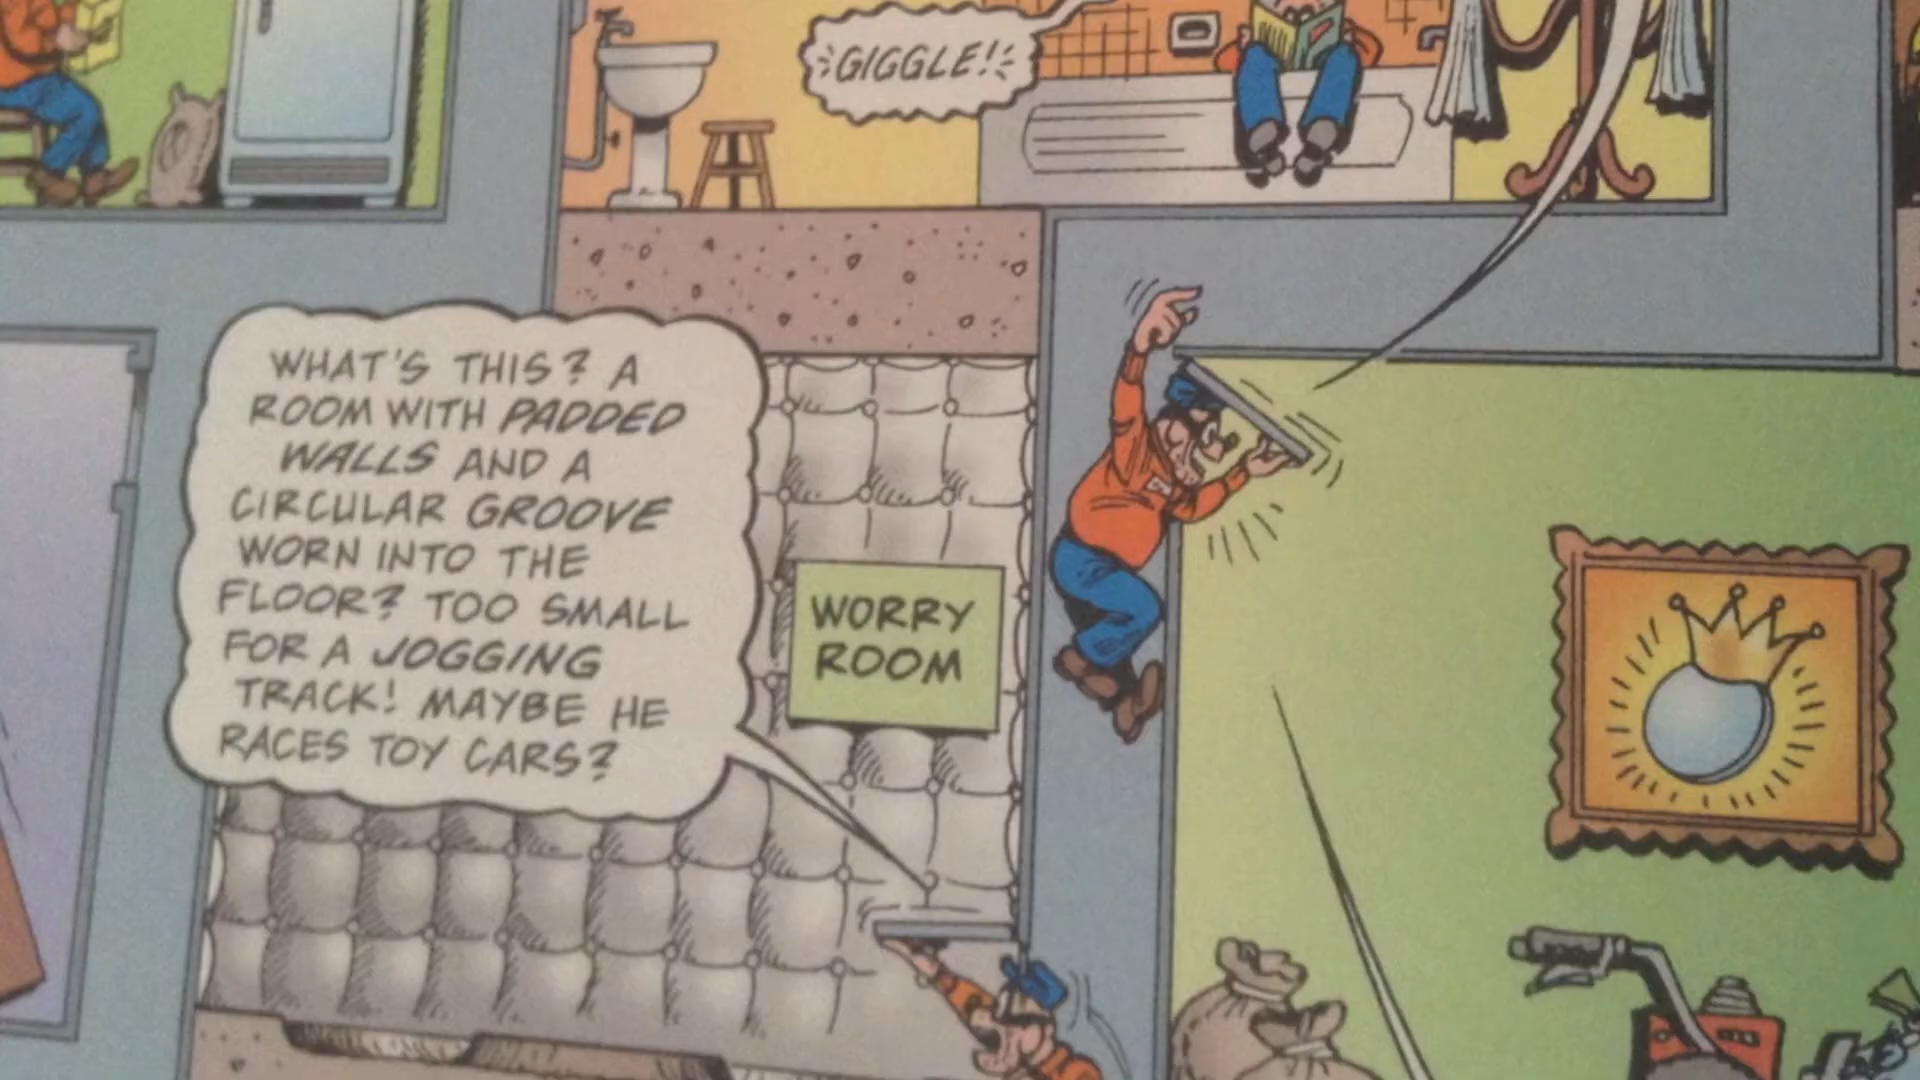 GIGGLE!
WHAT'S THIS? A
ROOM WITH PADDED
WALLS AND A
CIRCULAR GROOVE
WORN INTO THE
FLOOR? TOO SMALL
FOR A JOGGING
TRACK! MAYBE HE
RACES TOY CARS?
WORRY
ROOM